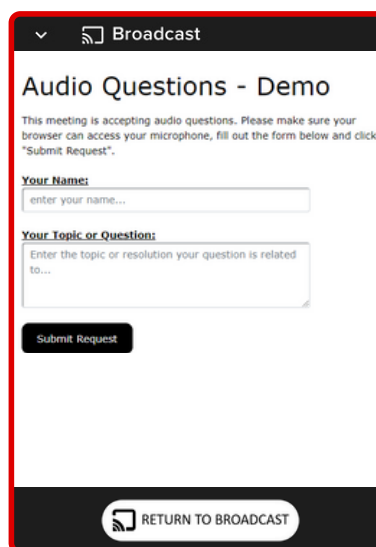 Broadcast
Audio Questions - Demo
This meeting is accepting audio questions. Please make sure your
browser can access your microphone, fill out the form below and click
"Submit Request".
Your Name:
enter your name...
Your Topic or Question:
Enter the topic or resolution your question is related
to...
Submit Request
RETURN TO BROADCAST